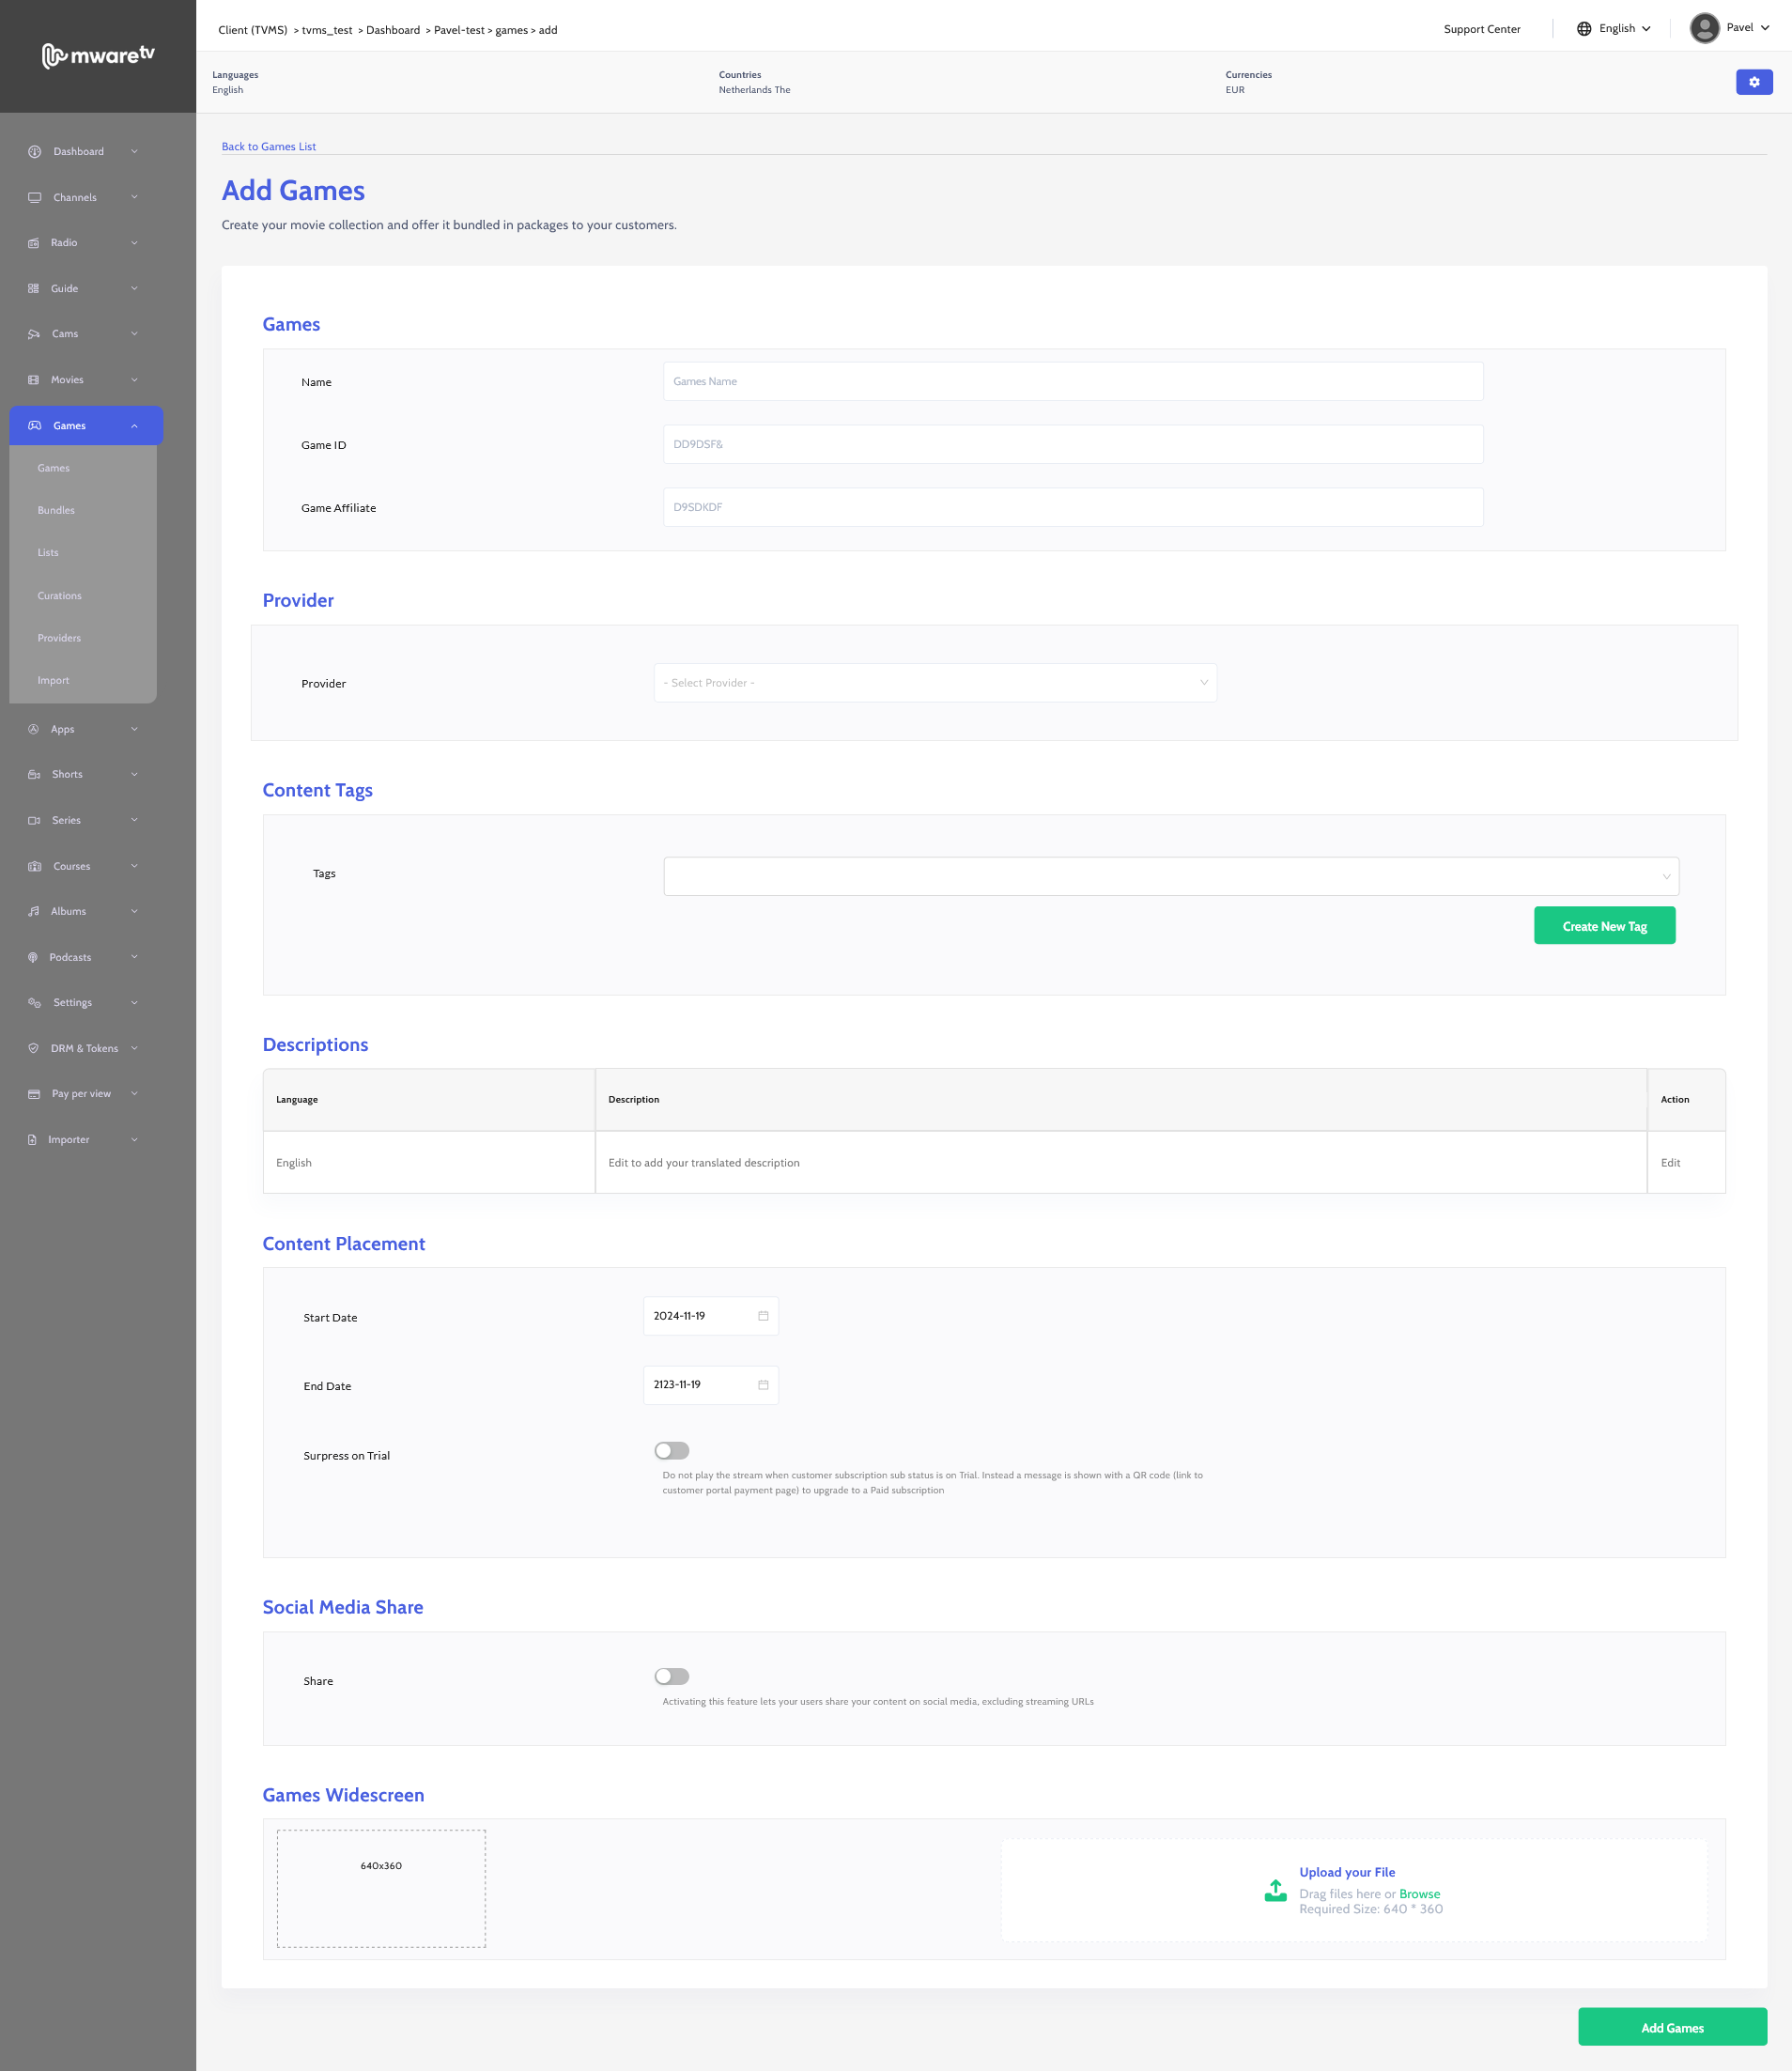 mwaretv
Client (TVMS) > tvms_test > Dashboard > Pavel-test > games > add
Support Center
English
Pavel
Languages
English
Countries
Netherlands The
Currencies
EUR
Dashboard
Channels
Radio
Guide
Cams
Movies
Games
Games
Bundles
Lists
Curations
Providers
Import
Apps
Shorts
Series
Courses
Albums
Podcasts
Settings
DRM & Tokens
Pay per view
Importer
Back to Games List
Add Games
Create your movie collection and offer it bundled in packages to your customers.
Games
Name
Games Name
Game ID
DD9DSF&
Game Affiliate
D9SDKDF
Provider
Provider
- Select Provider -
Content Tags
Tags
Create New Tag
Descriptions
Language
Description
Action
English
Edit to add your translated description
Edit
Content Placement
Start Date
2024-11-19
End Date
2123-11-19
Surpress on Trial
Do not play the stream when customer subscription sub status is on Trial. Instead a message is shown with a QR code (link to
customer portal payment page) to upgrade to a Paid subscription
Social Media Share
Share
Activating this feature lets your users share your content on social media, excluding streaming URLs
Games Widescreen
640x360
Upload your File
Drag files here or Browse
Required Size: 640 * 360
Add Games